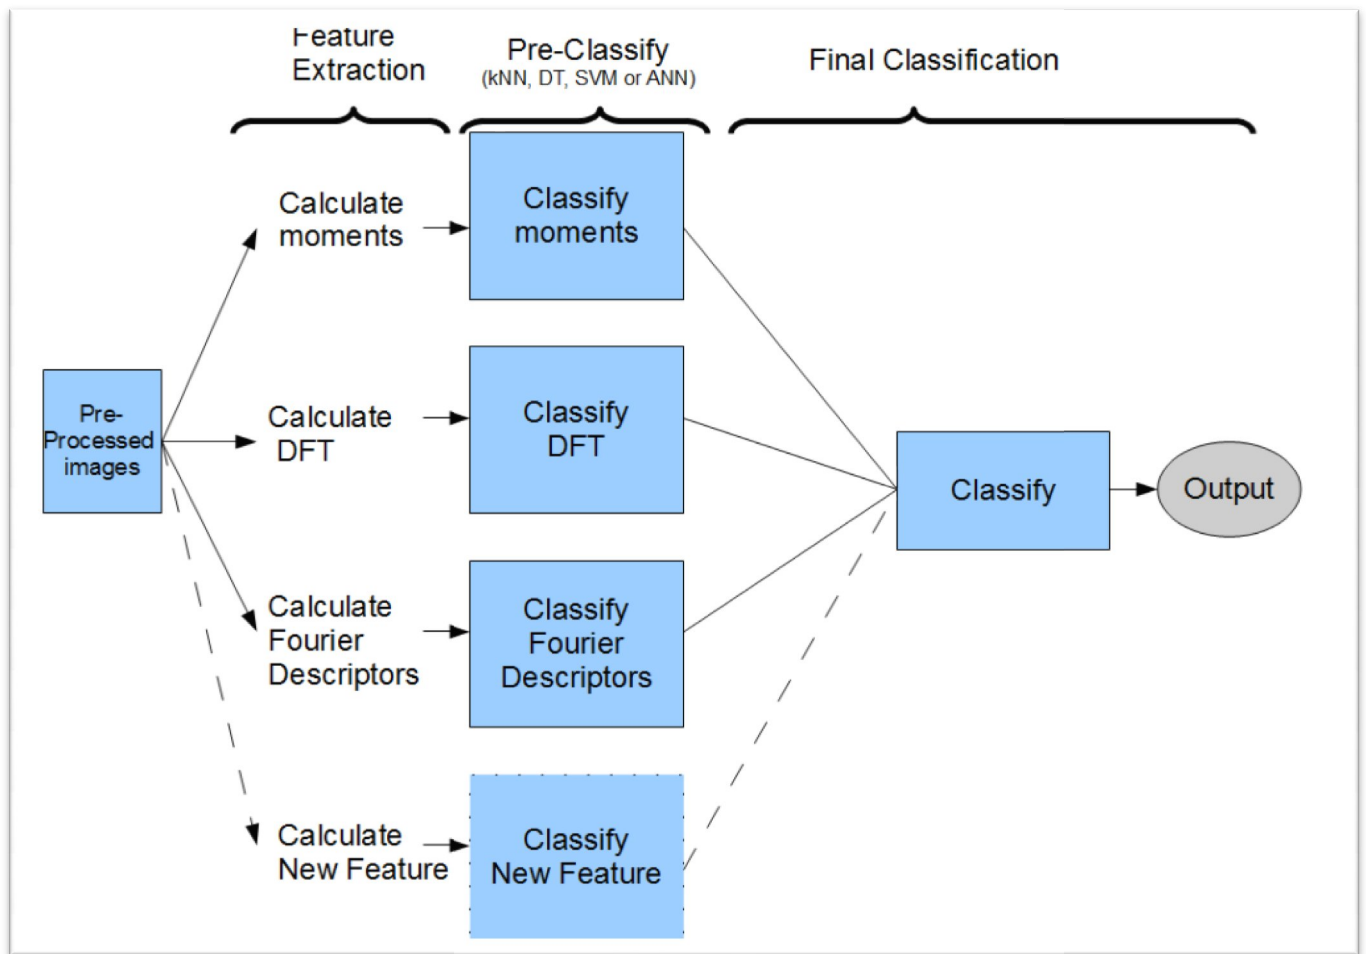 Feature
Extraction
Pre-Classify
(kNN, DT, SVM or ANN)
Final Classification
Calculate
moments
Classify
moments
Pre-
Processed
images
Calculate
DFT
Classify
DFT
Classify
Output
Calculate
Fourier
Descriptors
Classify
Fourier
Descriptors
Calculate
New Feature
Classify
New Feature